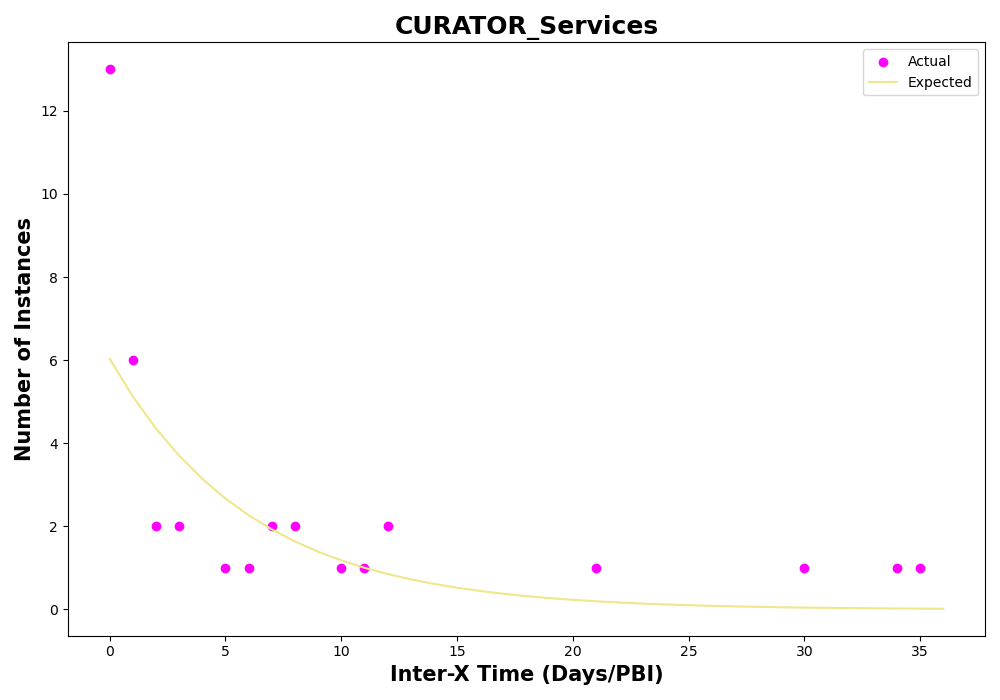 CURATOR_Services
Actual
Expected
Number of Instances
12
10
8
6
4
2
0
0 5 10 15 20 25 30 35
Inter-X Time (Days/PBI)